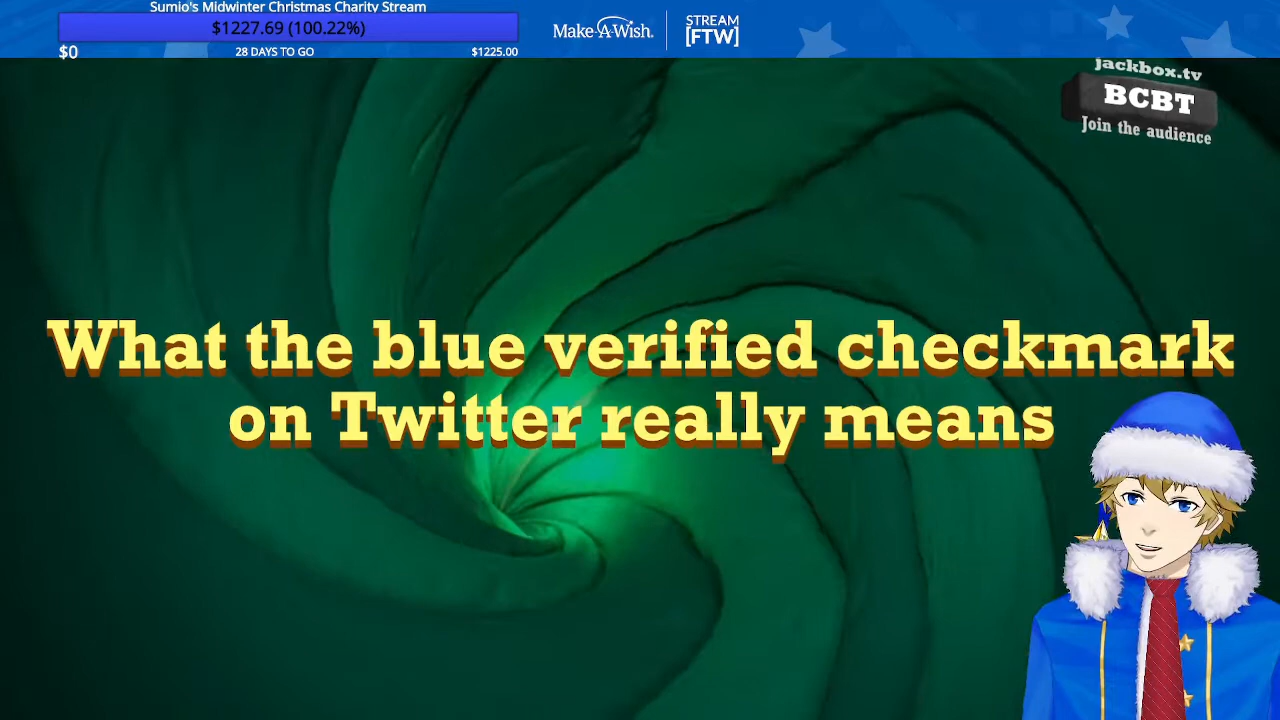 Sumio's Midwinter Christmas Charity Stream
$1227.69 (100.22%)
$0
28 DAYS TO GO
$1225.00
Make-A-Wish.
STREAM
[FTW]
jackbox.tv
BCBT
Join the audience
What the blue verified checkmark
on Twitter really means